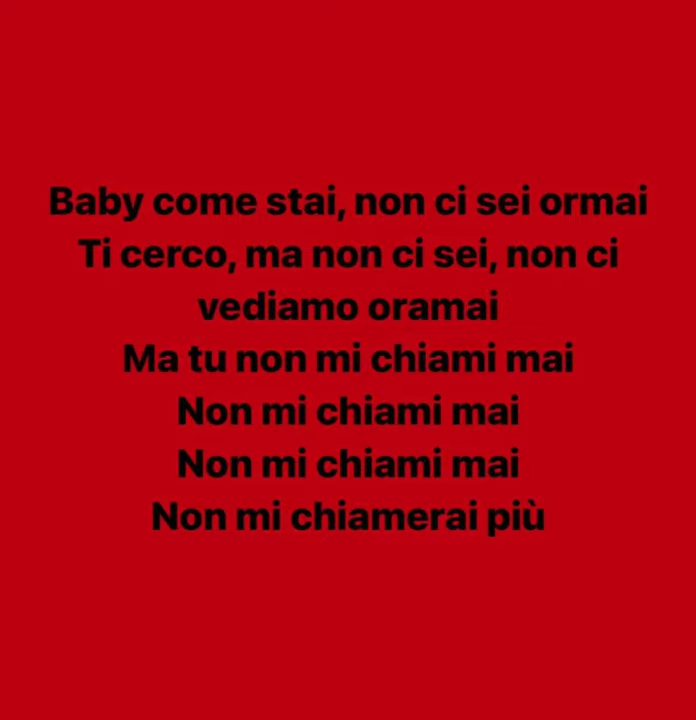 Baby come stai, non ci sei ormai
Ti cerco, ma non ci sei, non ci
vediamo oramai
Ma tu non mi chiami mai
Non mi chiami mai
Non mi chiami mai
Non mi chiamerai più